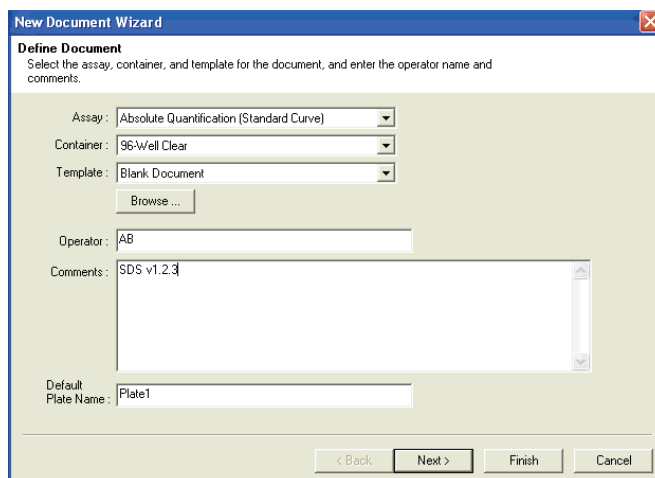 New Document Wizard
Define Document
Select the assay, container, and template for the document, and enter the operator name and
comments.
Assay : Absolute Quantification (Standard Curve)
Container : 96-Well Clear
Template : Blank Document
Browse ...
Operator : AB
Comments : SDS v1.2.3
Default
Plate Name : Plate1
< Back Next > Finish Cancel